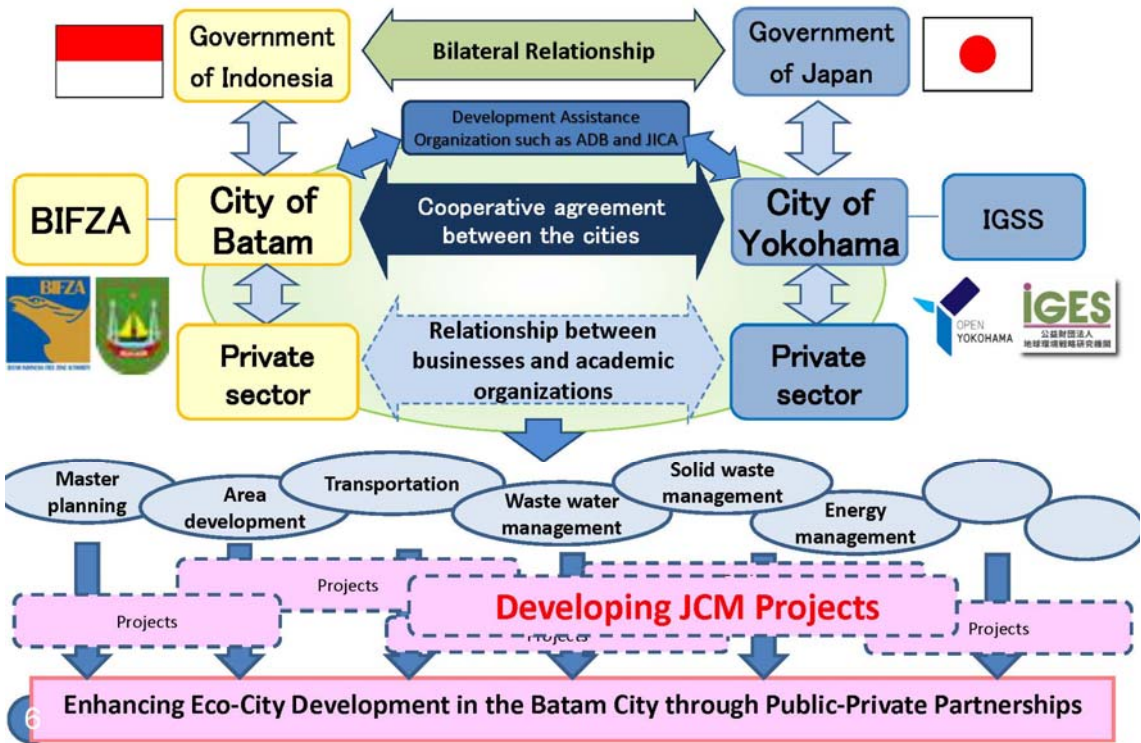 Government
of Indonesia
Bilateral Relationship
Government
of Japan
Development Assistance
Organization such as ADB and JICA
BIFZA
City of
Batam
Cooperative agreement
between the cities
City of
Yokohama
IGSS
BIFZA
OPEN
YOKOHAMA
iGES
公益財団法人
地球環境戦略研究機関
Private
sector
Relationship between
businesses and academic
organizations
Private
sector
Master
planning
Area
development
Transportation
Waste water
management
Solid waste
management
Energy
management
Projects
Projects
Developing JCM Projects
Projects
Projects
Enhancing Eco-City Development in the Batam City through Public-Private Partnerships
6